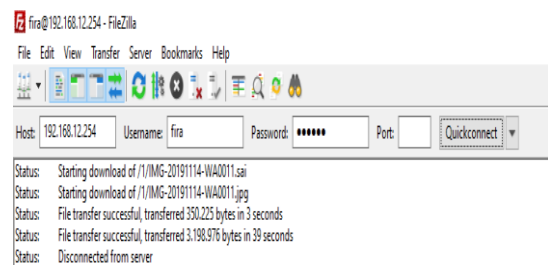 fira@192.168.12.254 - FileZilla
File Edit View Transfer Server Bookmarks Help
Host: 192.168.12.254 Username: fira Password: ●●●●●● Port: Quickconnect
Status: Starting download of /1/IMG-20191114-WA0011.sai
Status: Starting download of /1/IMG-20191114-WA0011.jpg
Status: File transfer successful, transferred 350.225 bytes in 3 seconds
Status: File transfer successful, transferred 3.198.976 bytes in 39 seconds
Status: Disconnected from server